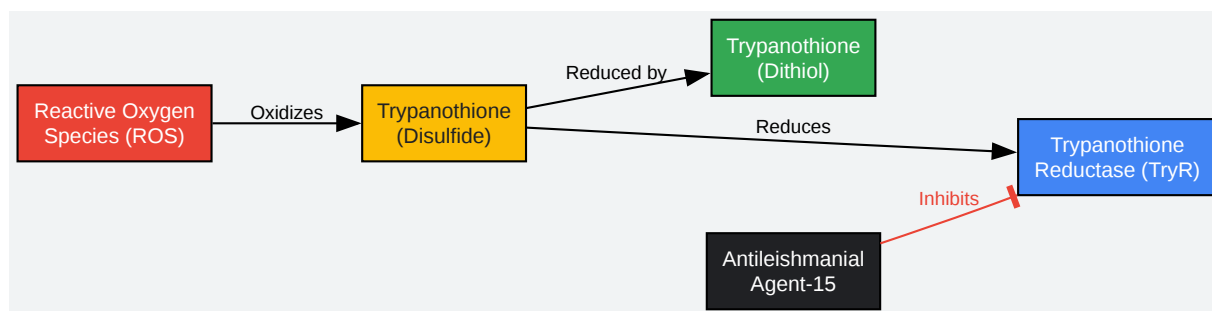 Reactive Oxygen
Species (ROS)
Oxidizes
Trypanothione
(Disulfide)
Reduced by
Trypanothione
(Dithiol)
Reduces
Trypanothione
Reductase (TryR)
Inhibits
Antileishmanial
Agent-15